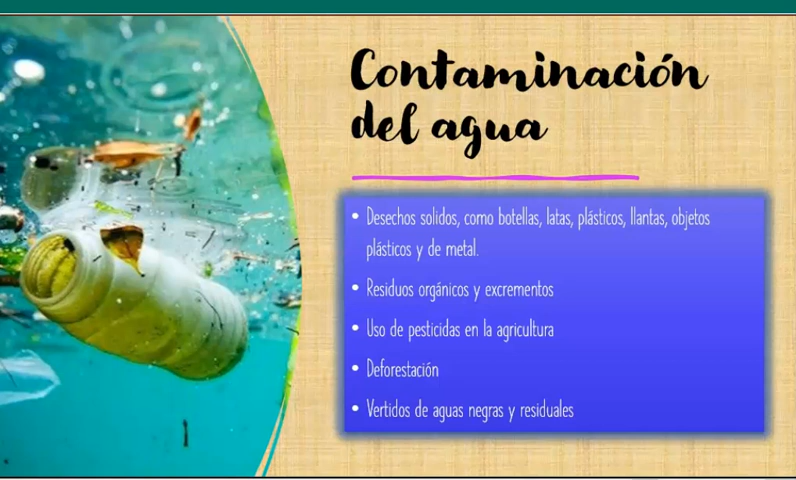 Contaminación
del agua
• Desechos solidos, como botellas, latas, plásticos, llantas, objetos
plásticos y de metal.
• Residuos orgánicos y excrementos
• Uso de pesticidas en la agricultura
• Deforestación
• Vertidos de aguas negras y residuales